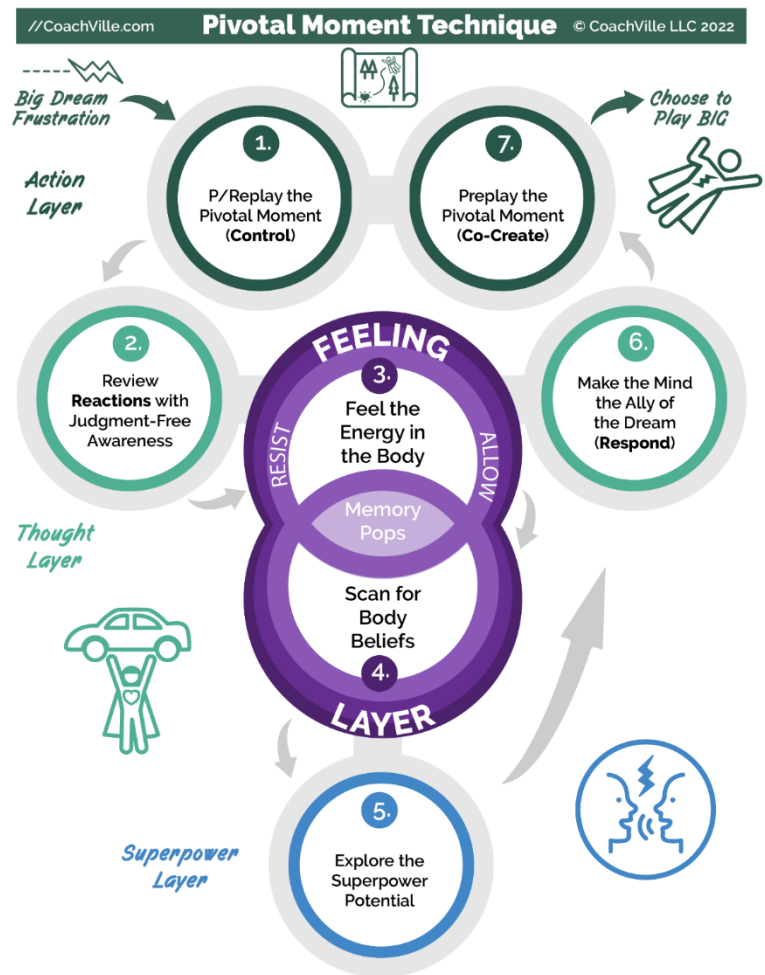 //CoachVille.com
Pivotal Moment Technique
© CoachVille LLC 2022
Big Dream
Frustration
Choose to
Play BIG
Action
Layer
1.
P/Replay the
Pivotal Moment
(Control)
7.
Preplay the
Pivotal Moment
(Co-Create)
2.
Review
Reactions with
Judgment-Free
Awareness
FEELING
3.
Feel the
Energy in
the Body
RESIST
ALLOW
Memory
Pops
Scan for
Body
Beliefs
4.
LAYER
6.
Make the Mind
the Ally of
the Dream
(Respond)
Thought
Layer
Superpower
Layer
5.
Explore the
Superpower
Potential